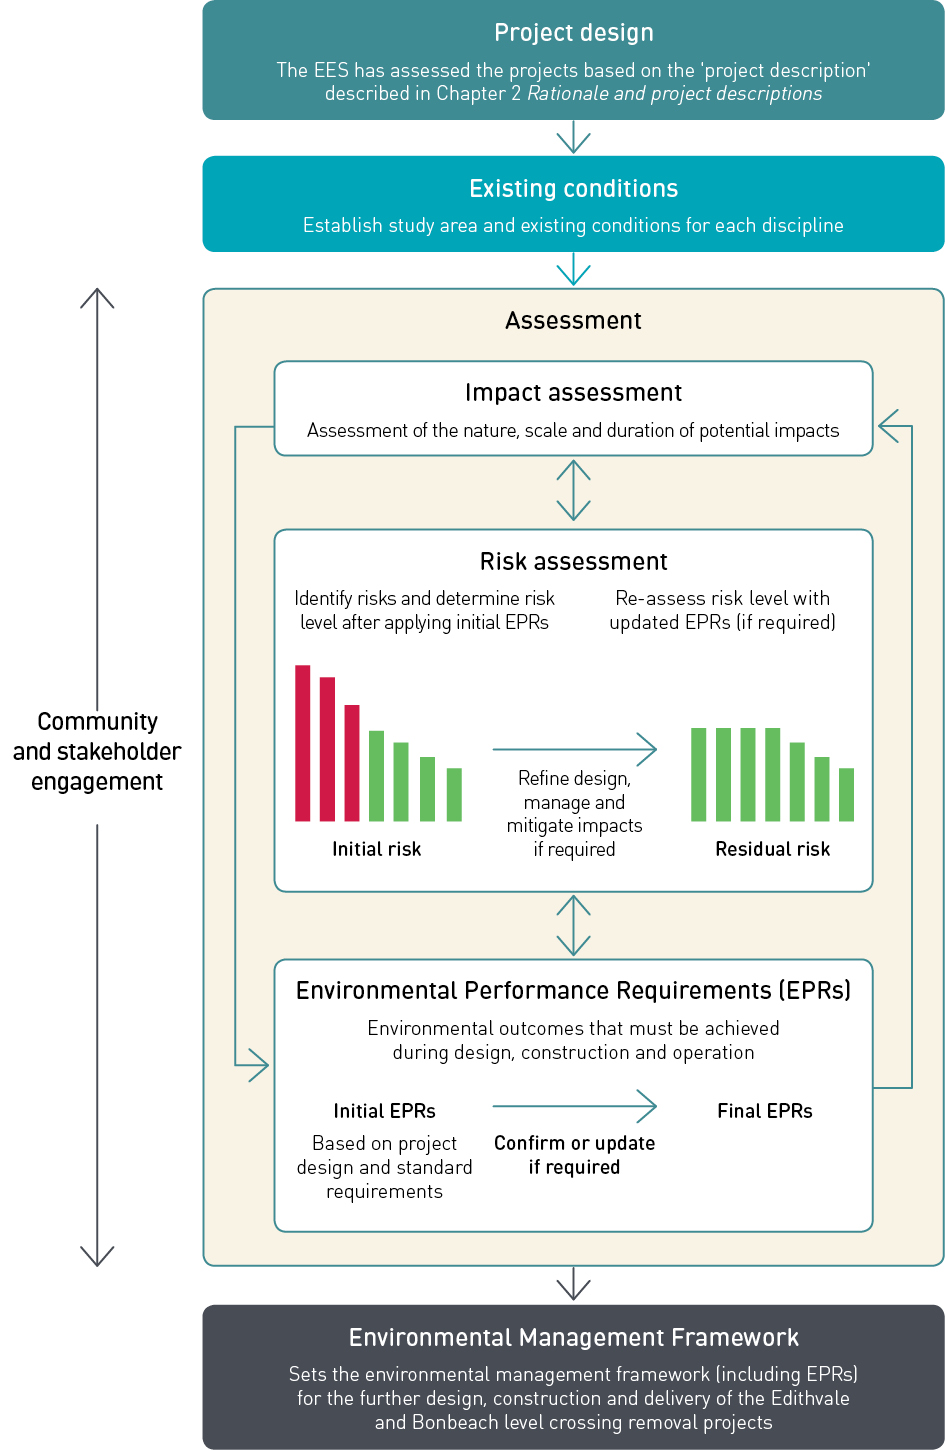 Project design
The EES has assessed the projects based on the 'project description'
described in Chapter 2 Rationale and project descriptions
Existing conditions
Establish study area and existing conditions for each discipline
Assessment
Impact assessment
Assessment of the nature, scale and duration of potential impacts
Risk assessment
Identify risks and determine risk
level after applying initial EPRs
Re-assess risk level with
updated EPRs (if required)
Community
and stakeholder
engagement
Refine design,
manage and
mitigate impacts
if required
Initial risk
Residual risk
Environmental Performance Requirements (EPRs)
Environmental outcomes that must be achieved
during design, construction and operation
Initial EPRs
Based on project
design and standard
requirements
Confirm or update
if required
Final EPRs
Environmental Management Framework
Sets the environmental management framework (including EPRs)
for the further design, construction and delivery of the Edithvale
and Bonbeach level crossing removal projects